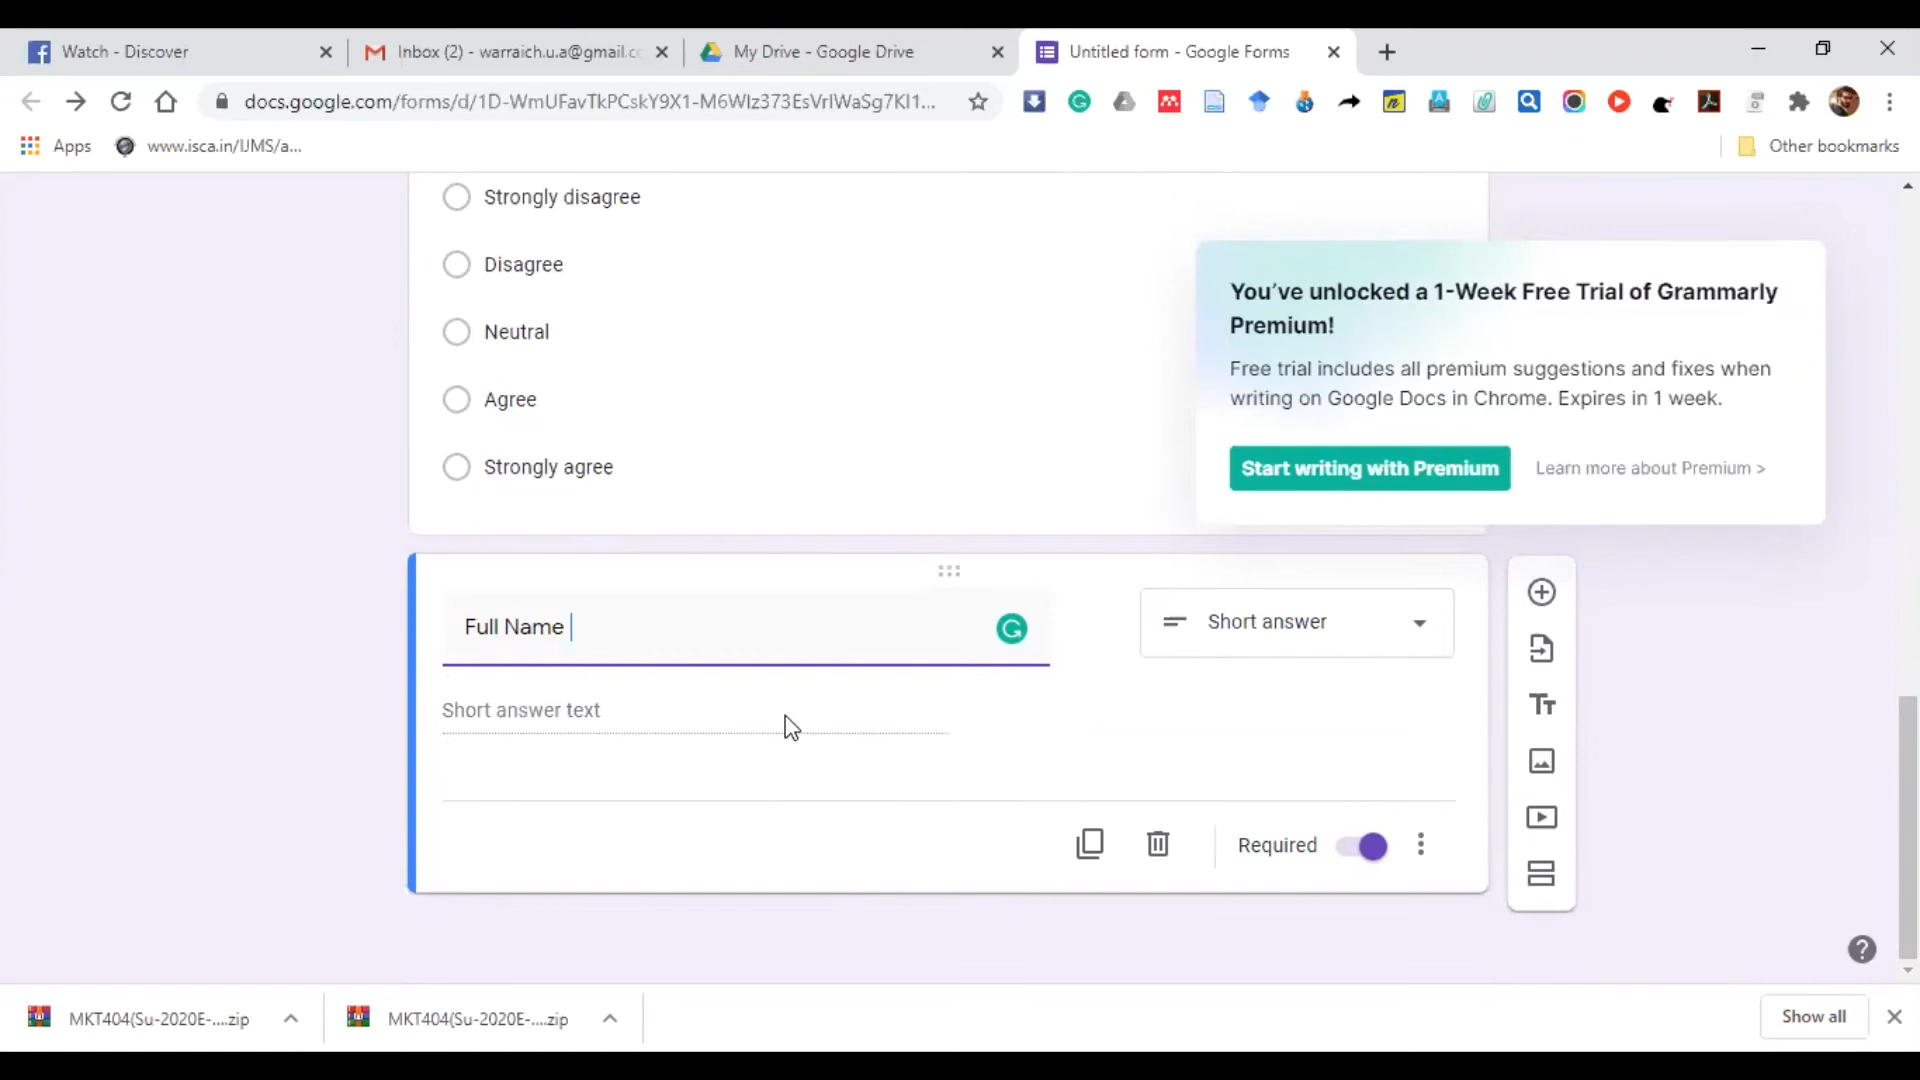 Watch - Discover
Inbox (2) - warraich.u.a@gmail.c
My Drive - Google Drive
Untitled form - Google Forms
docs.google.com/forms/d/1D-WmUFavTkPCskY9X1-M6WIz373EsVrIWaSg7KI1...
Apps
www.isca.in/IJMS/a...
Other bookmarks
Strongly disagree
Disagree
Neutral
Agree
Strongly agree
You've unlocked a 1-Week Free Trial of Grammarly
Premium!
Free trial includes all premium suggestions and fixes when
writing on Google Docs in Chrome. Expires in 1 week.
Start writing with Premium
Learn more about Premium >
Full Name
Short answer
Short answer text
Required
MKT404(Su-2020E-....zip
MKT404(Su-2020E-....zip
Show all